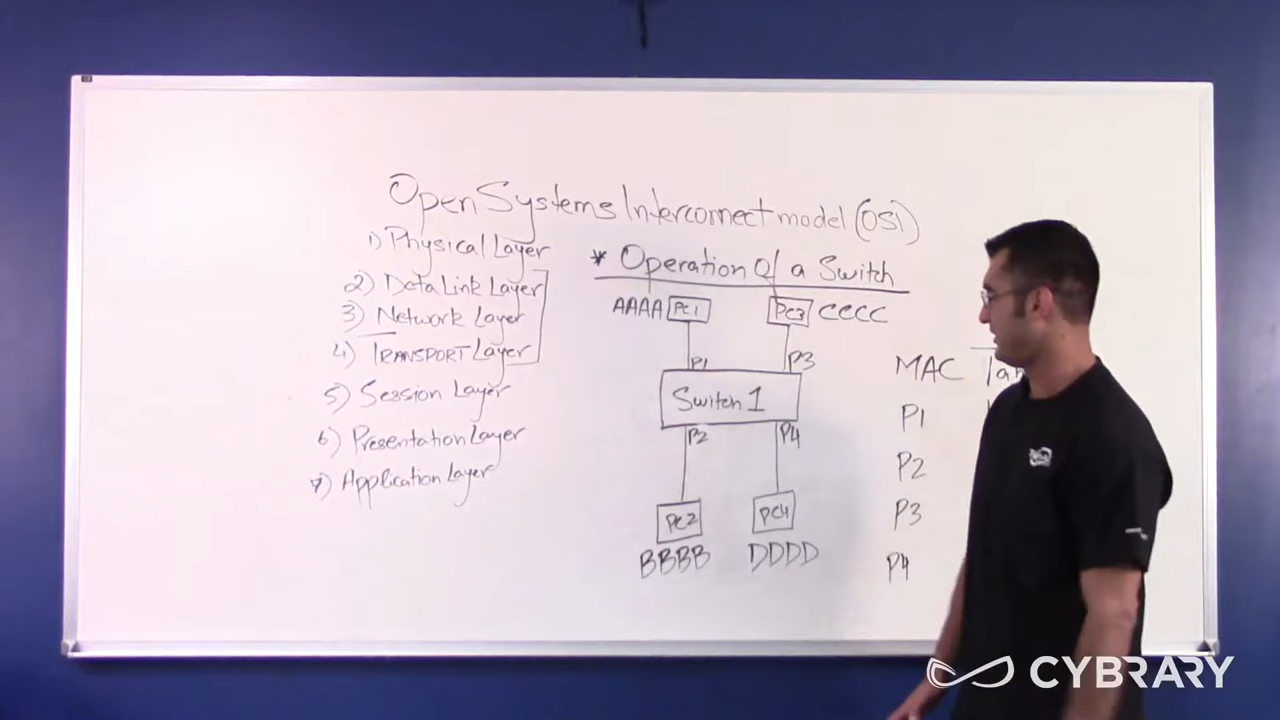 Open Systems Interconnect model (OSI)
1) Physical Layer
2) Data Link Layer
3) Network Layer
4) TRANSPORT Layer
5) Session Layer
6) Presentation Layer
7) Application Layer
* Operation Of a Switch
AAAA PC1
PC3 CCCC
P1 P3
Switch 1
P2 P4
PC2 PC4
BBBB DDDD
MAC
P1
P2
P3
P4
CYBRARY